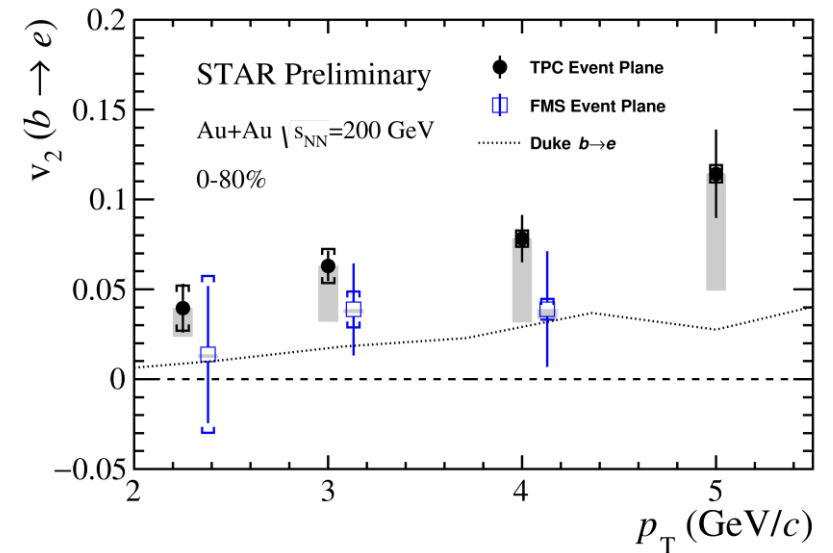 v₂ (b → e)
0.2
0.15
0.1
0.05
0
−0.05
STAR Preliminary
Au+Au √sNN=200 GeV
0-80%
TPC Event Plane
FMS Event Plane
Duke b→e
2 3 4 5
pT (GeV/c)